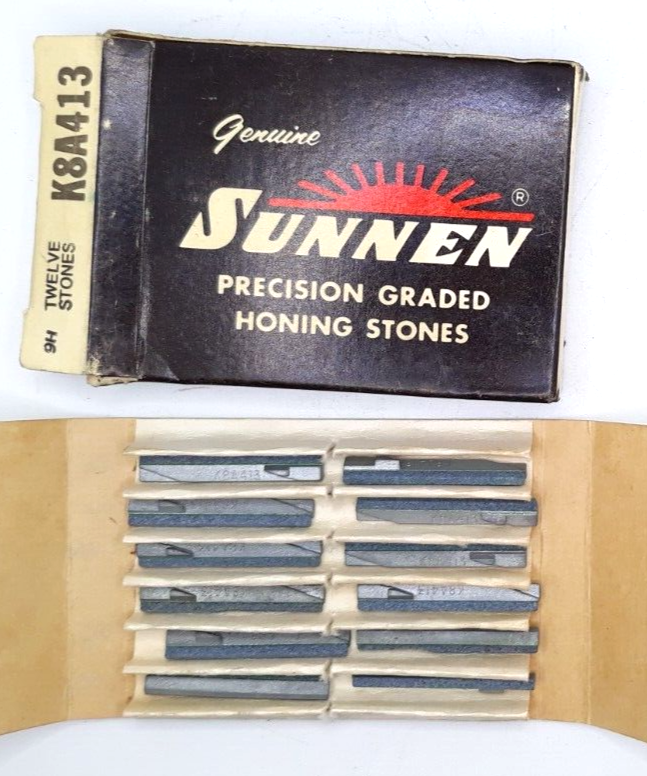 K8A413
TWELVE
STONES
9H
Genuine
SUNNEN®
PRECISION GRADED
HONING STONES